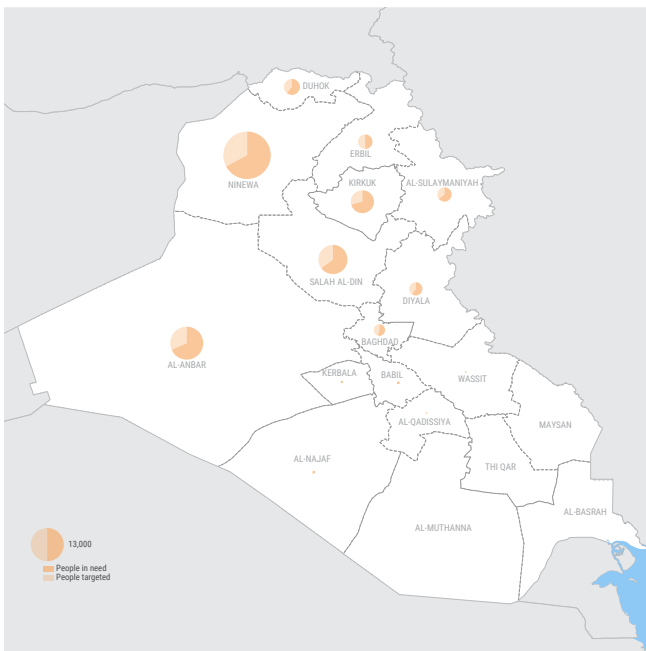 DUHOK
ERBIL
NINEWA
KIRKUK
AL-SULAYMANIYAH
SALAH AL-DIN
DIYALA
BAGHDAD
AL-ANBAR
KERBALA
BABIL
WASSIT
AL-QADISSIYA
MAYSAN
AL-NAJAF
THI QAR
AL-BASRAH
AL-MUTHANNA
13,000
People in need
People targeted